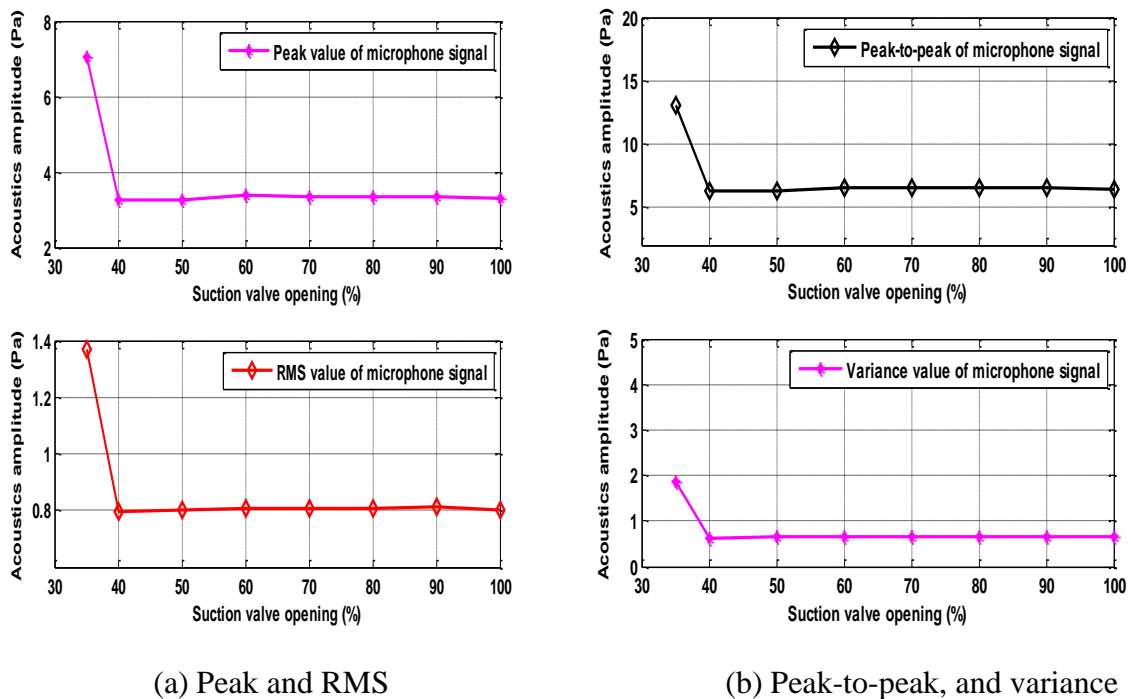 Acoustics amplitude (Pa)
8
6
4
2
Peak value of microphone signal
30 40 50 60 70 80 90 100
Suction valve opening (%)
Acoustics amplitude (Pa)
20
15
10
5
Peak-to-peak of microphone signal
30 40 50 60 70 80 90 100
Suction valve opening (%)
Acoustics amplitude (Pa)
1.4
1.2
1
0.8
RMS value of microphone signal
30 40 50 60 70 80 90 100
Suction valve opening (%)
Acoustics amplitude (Pa)
5
4
3
2
1
0
Variance value of microphone signal
30 40 50 60 70 80 90 100
Suction valve opening (%)
(a) Peak and RMS
(b) Peak-to-peak, and variance